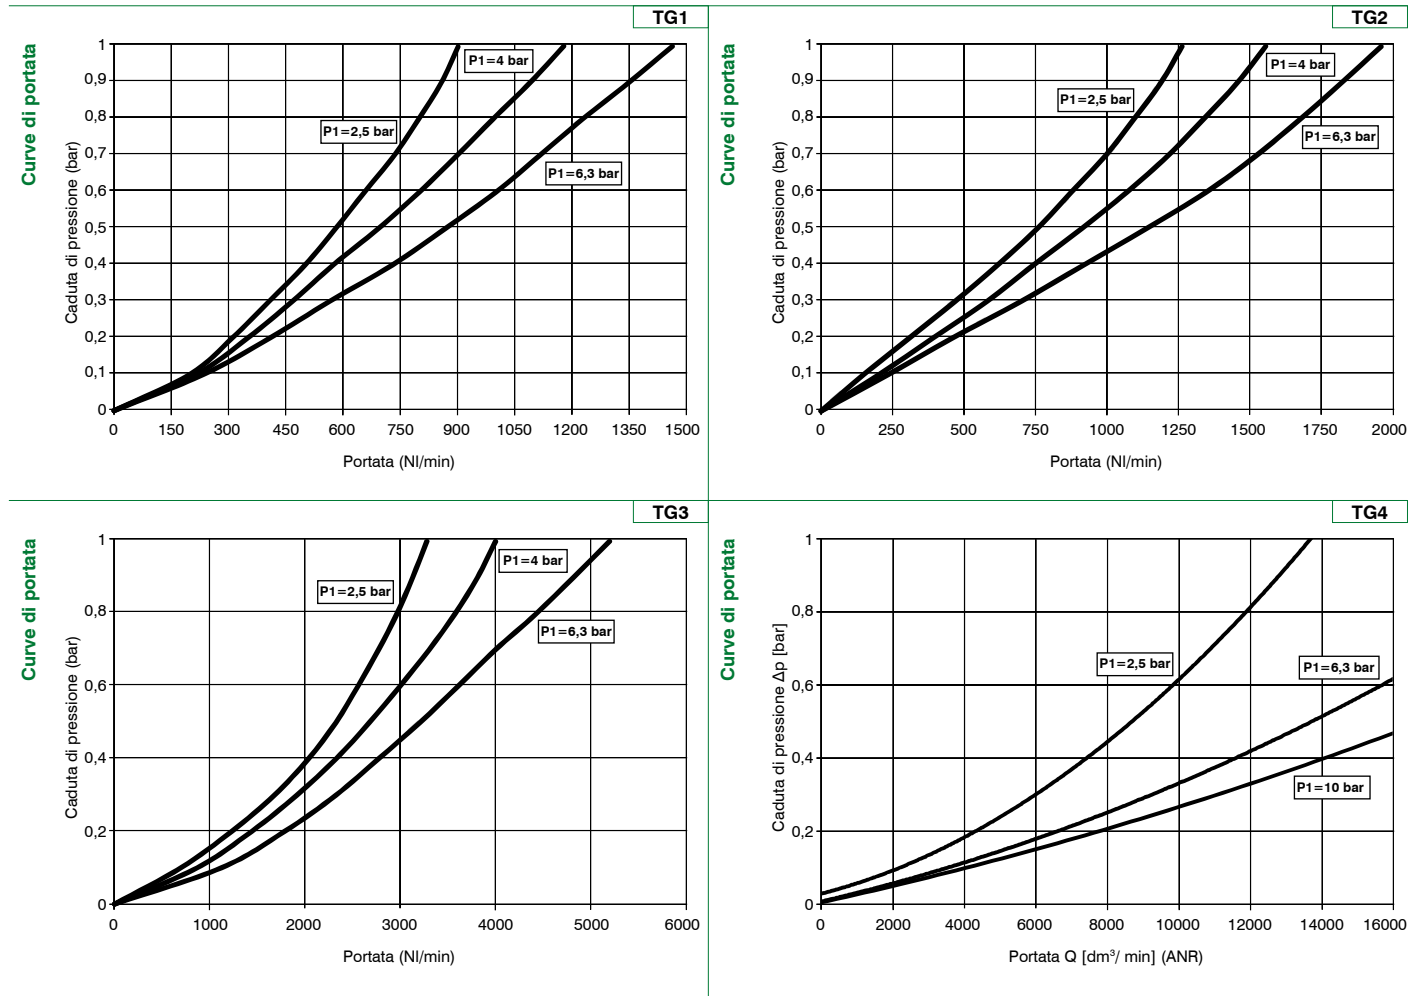 TG1
Curve di portata
Caduta di pressione (bar)
1
0,9
0,8
0,7
0,6
0,5
0,4
0,3
0,2
0,1
0
P1=2,5 bar
P1=4 bar
P1=6,3 bar
0 150 300 450 600 750 900 1050 1200 1350 1500
Portata (Nl/min)
TG2
Curve di portata
Caduta di pressione (bar)
1
0,9
0,8
0,7
0,6
0,5
0,4
0,3
0,2
0,1
0
P1=4 bar
P1=2,5 bar
P1=6,3 bar
0 250 500 750 1000 1250 1500 1750 2000
Portata (Nl/min)
TG3
Curve di portata
Caduta di pressione (bar)
1
0,8
0,6
0,4
0,2
0
P1=4 bar
P1=2,5 bar
P1=6,3 bar
0 1000 2000 3000 4000 5000 6000
Portata (Nl/min)
TG4
Curve di portata
Caduta di pressione Δp [bar]
1
0,8
0,6
0,4
0,2
0
P1=2,5 bar
P1=6,3 bar
P1=10 bar
0 2000 4000 6000 8000 10000 12000 14000 16000
Portata Q [dm³/ min] (ANR)